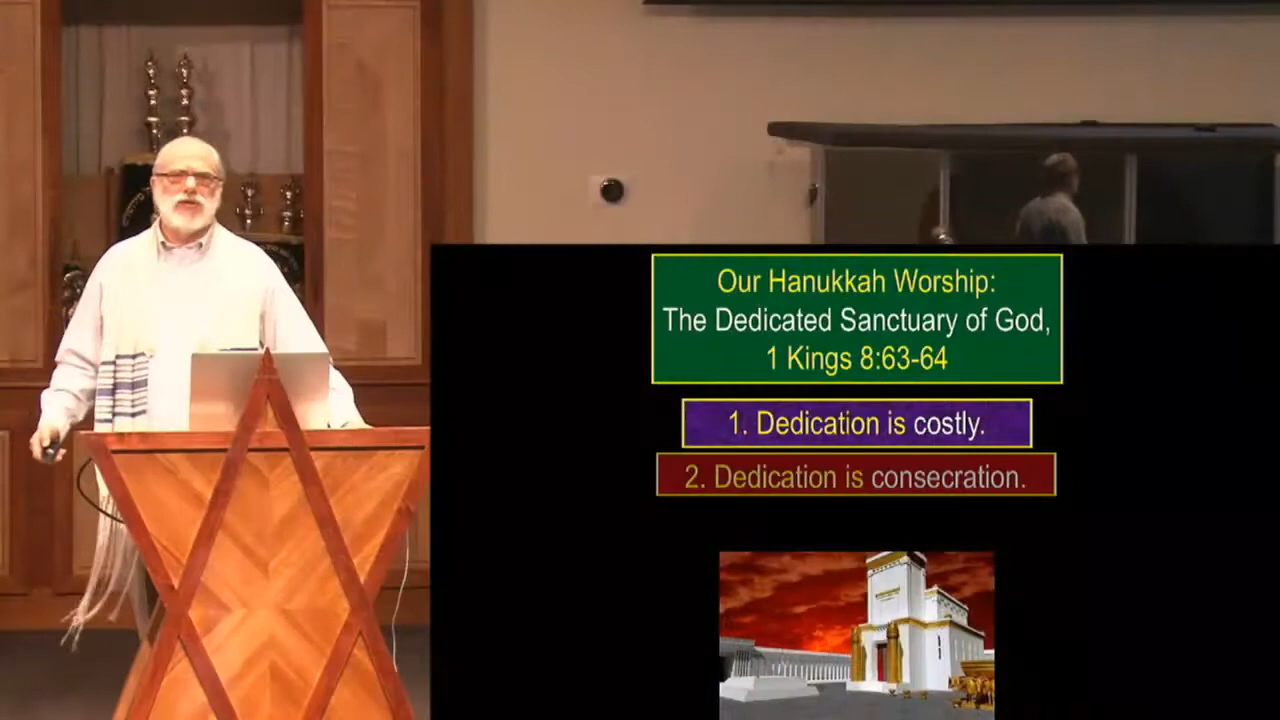 Our Hanukkah Worship:
The Dedicated Sanctuary of God,
1 Kings 8:63-64
1. Dedication is costly.
2. Dedication is consecration.